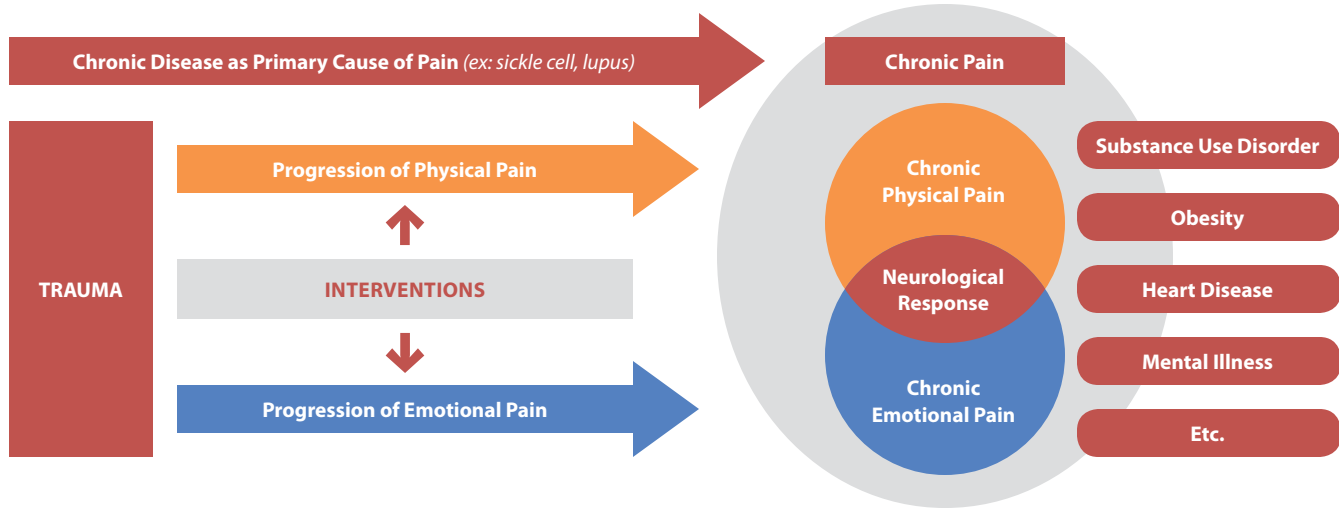 Chronic Disease as Primary Cause of Pain (ex: sickle cell, lupus)
TRAUMA
Progression of Physical Pain
INTERVENTIONS
Progression of Emotional Pain
Chronic Pain
Chronic
Physical Pain
Neurological
Response
Chronic
Emotional Pain
Substance Use Disorder
Obesity
Heart Disease
Mental Illness
Etc.